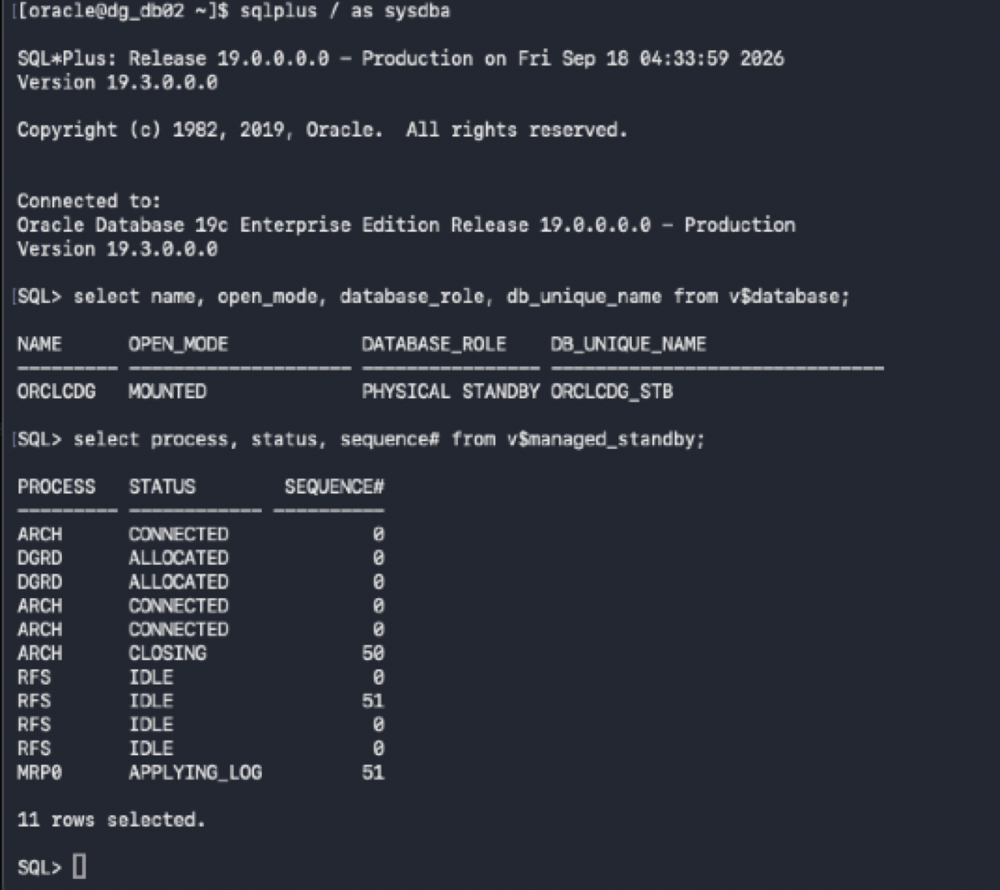 [[oracle@dg_db02 ~]$ sqlplus / as sysdba
SQL*Plus: Release 19.0.0.0.0 - Production on Fri Sep 18 04:33:59 2026
Version 19.3.0.0.0
Copyright (c) 1982, 2019, Oracle.  All rights reserved.
Connected to:
Oracle Database 19c Enterprise Edition Release 19.0.0.0.0 - Production
Version 19.3.0.0.0
[SQL> select name, open_mode, database_role, db_unique_name from v$database;
NAME      OPEN_MODE            DATABASE_ROLE    DB_UNIQUE_NAME
--------- -------------------- ---------------- ------------------------------
ORCLCDG   MOUNTED              PHYSICAL STANDBY ORCLCDG_STB
[SQL> select process, status, sequence# from v$managed_standby;
PROCESS   STATUS        SEQUENCE#
--------- ------------ ----------
ARCH      CONNECTED             0
DGRD      ALLOCATED             0
DGRD      ALLOCATED             0
ARCH      CONNECTED             0
ARCH      CONNECTED             0
ARCH      CLOSING              50
RFS       IDLE                  0
RFS       IDLE                 51
RFS       IDLE                  0
RFS       IDLE                  0
MRP0      APPLYING_LOG         51
11 rows selected.
SQL>